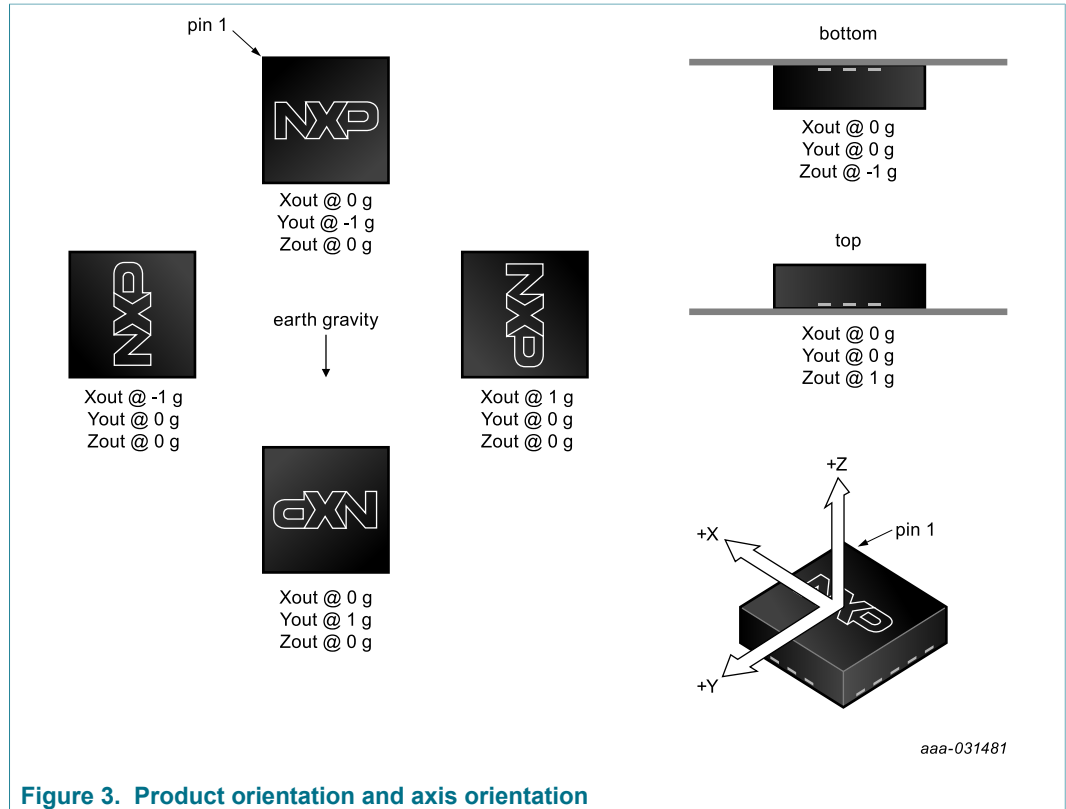 pin 1
NXP
Xout @ 0 g
Yout @ -1 g
Zout @ 0 g
NXP
Xout @ -1 g
Yout @ 0 g
Zout @ 0 g
earth gravity
NXP
Xout @ 1 g
Yout @ 0 g
Zout @ 0 g
NXP
Xout @ 0 g
Yout @ 1 g
Zout @ 0 g
bottom
Xout @ 0 g
Yout @ 0 g
Zout @ -1 g
top
Xout @ 0 g
Yout @ 0 g
Zout @ 1 g
+Z
+X
pin 1
NXP
+Y
aaa-031481
Figure 3. Product orientation and axis orientation